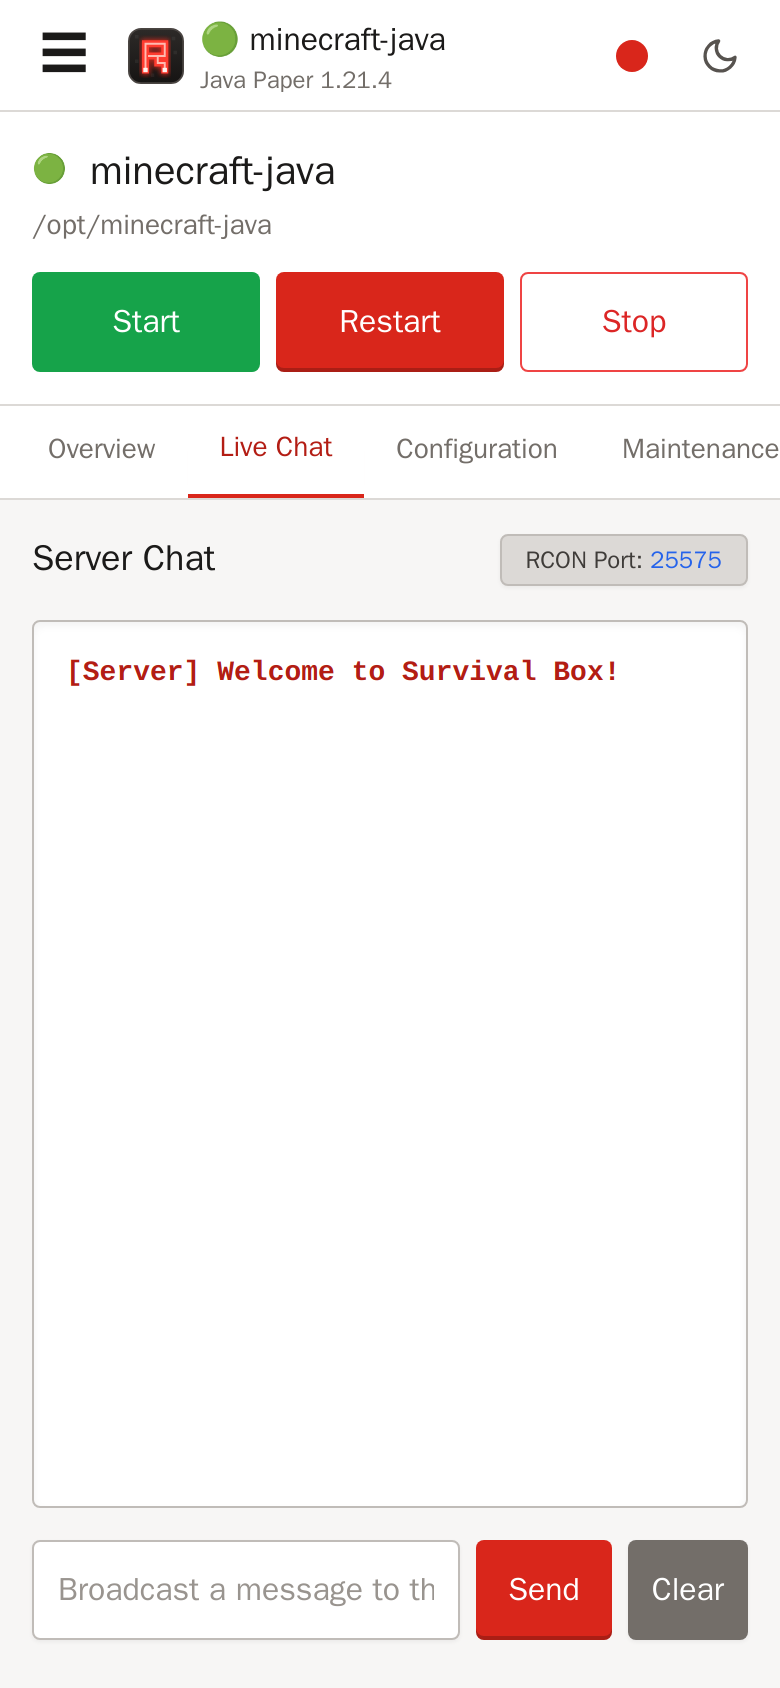 minecraft-java
Java Paper 1.21.4
minecraft-java
/opt/minecraft-java
Start Restart Stop
Overview Live Chat Configuration Maintenance
Server Chat RCON Port: 25575
[Server] Welcome to Survival Box!
Broadcast a message to th Send Clear